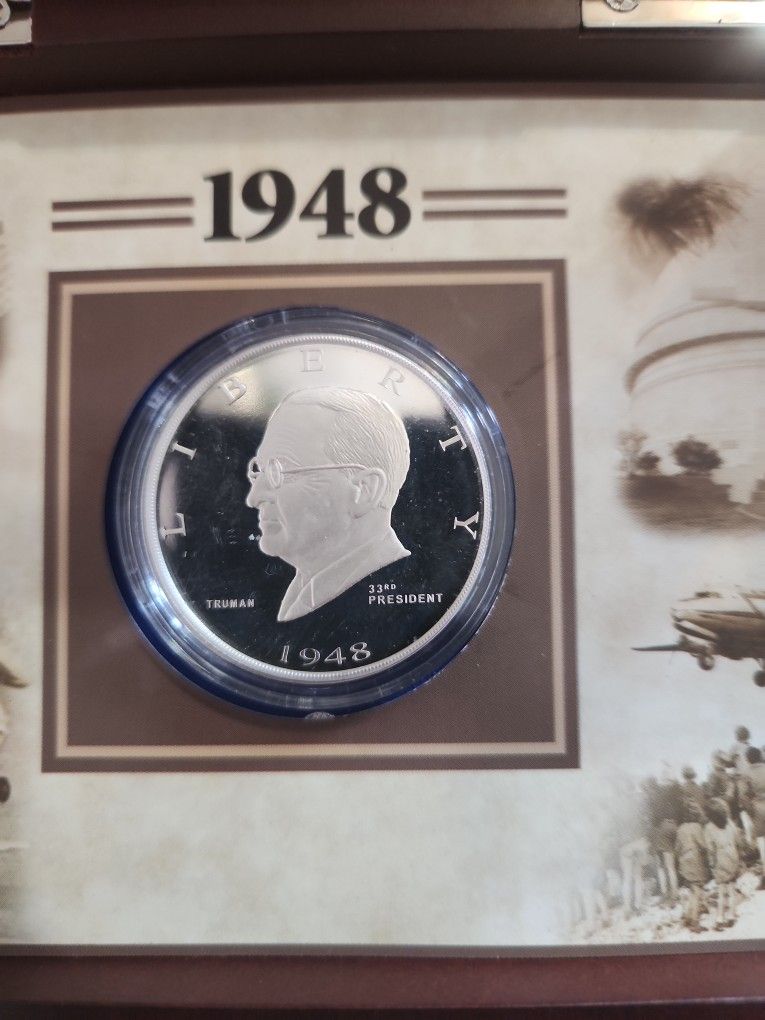 1948
LIBERTY
TRUMAN
33RD
PRESIDENT
1948